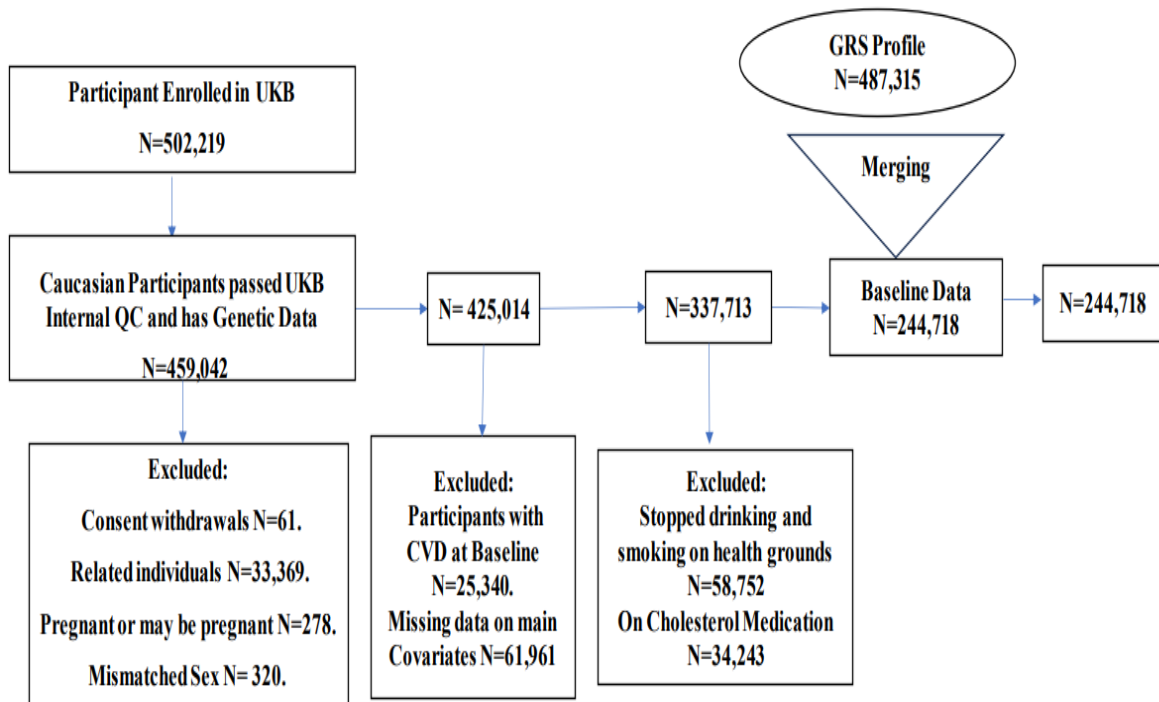 GRS Profile
N=487,315
Participant Enrolled in UKB
N=502,219
Merging
Caucasian Participants passed UKB
Internal QC and has Genetic Data
N=459,042
N= 425,014
N=337,713
Baseline Data
N=244,718
N=244,718
Excluded:
Consent withdrawals N=61.
Related individuals N=33,369.
Pregnant or may be pregnant N=278.
Mismatched Sex N= 320.
Excluded:
Participants with
CVD at Baseline
N=25,340.
Missing data on main
Covariates N=61,961
Excluded:
Stopped drinking and
smoking on health grounds
N=58,752
On Cholesterol Medication
N=34,243